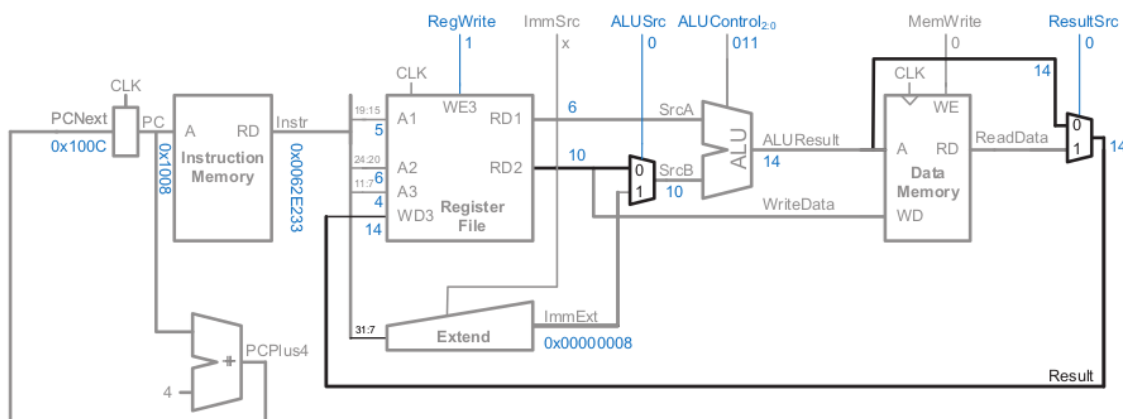 RegWrite ImmSrc ALUSrc ALUControl2:0 MemWrite ResultSrc
1 x 0 011 0 0
CLK CLK CLK 14
PCNext PC A RD Instr 19:15 A1 WE3 RD1 6 SrcA ALUResult WE 0
0x100C 5 1 14
Instruction Memory 24:20 A2 RD2 10 0 SrcB ALU A RD ReadData
0x1008 0x0062E233 6 1 10 14 Data Memory
11:7 A3
4
WD3 Register File WriteData WD
14
31:7 Extend ImmExt
0x00000008
+ PCPlus4
4 Result